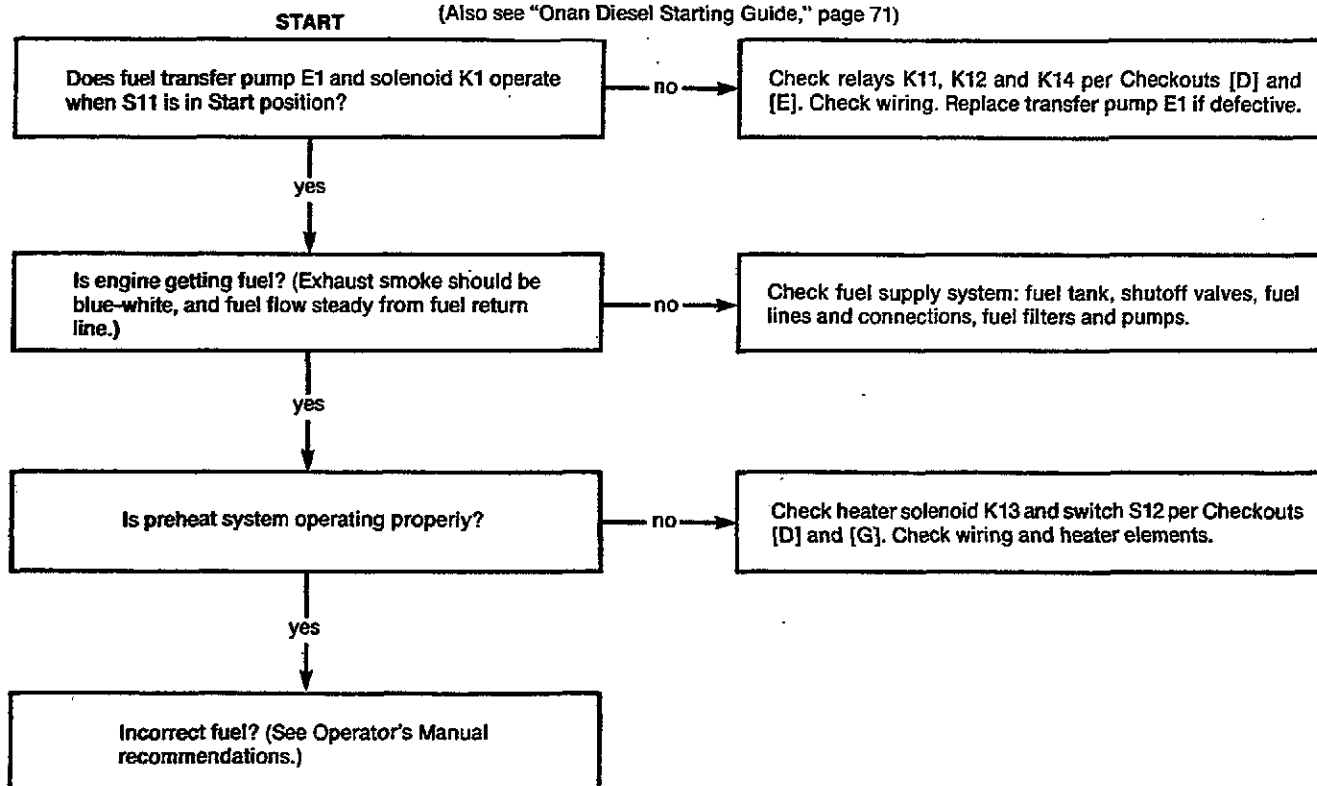 (Also see “Onan Diesel Starting Guide,” page 71)
START
Does fuel transfer pump E1 and solenoid K1 operate
when S11 is in Start position?
no
Check relays K11, K12 and K14 per Checkouts [D] and
[E]. Check wiring. Replace transfer pump E1 if defective.
yes
Is engine getting fuel? (Exhaust smoke should be
blue-white, and fuel flow steady from fuel return
line.)
no
Check fuel supply system: fuel tank, shutoff valves, fuel
lines and connections, fuel filters and pumps.
yes
Is preheat system operating properly?
no
Check heater solenoid K13 and switch S12 per Checkouts
[D] and [G]. Check wiring and heater elements.
yes
Incorrect fuel? (See Operator's Manual
recommendations.)